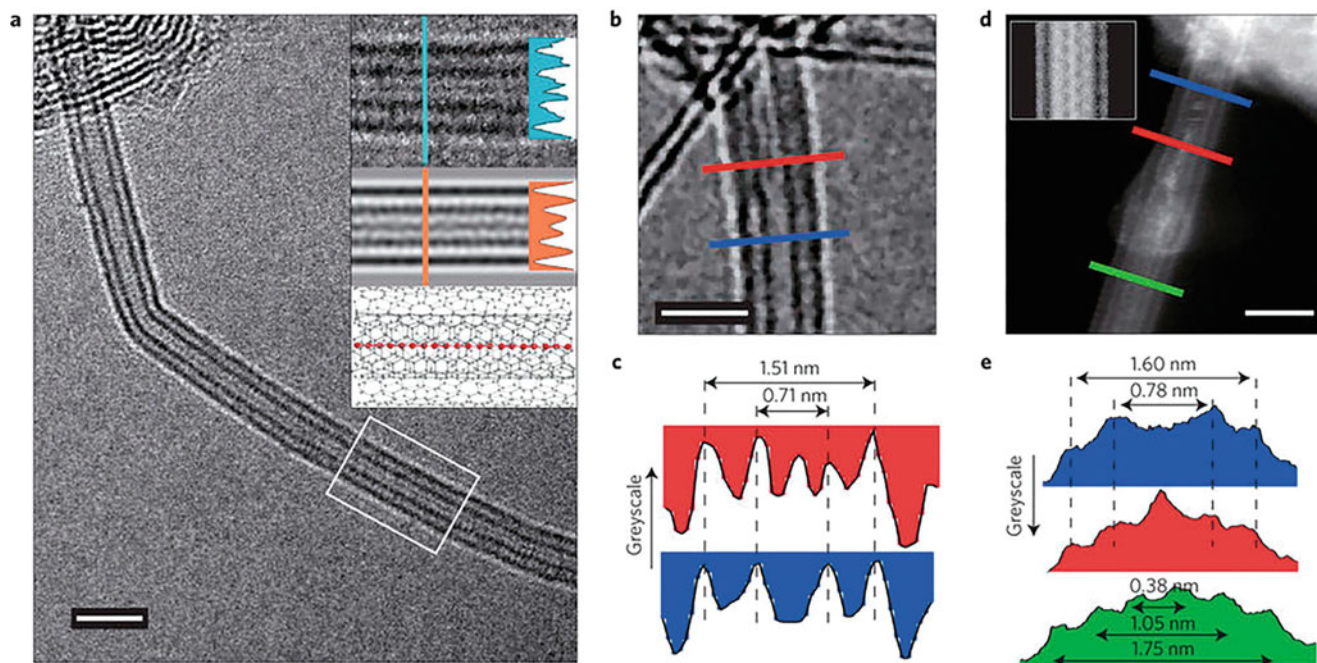 a
b
d
c
1.51 nm
0.71 nm
Greyscale
e
1.60 nm
0.78 nm
Greyscale
0.38 nm
1.05 nm
1.75 nm